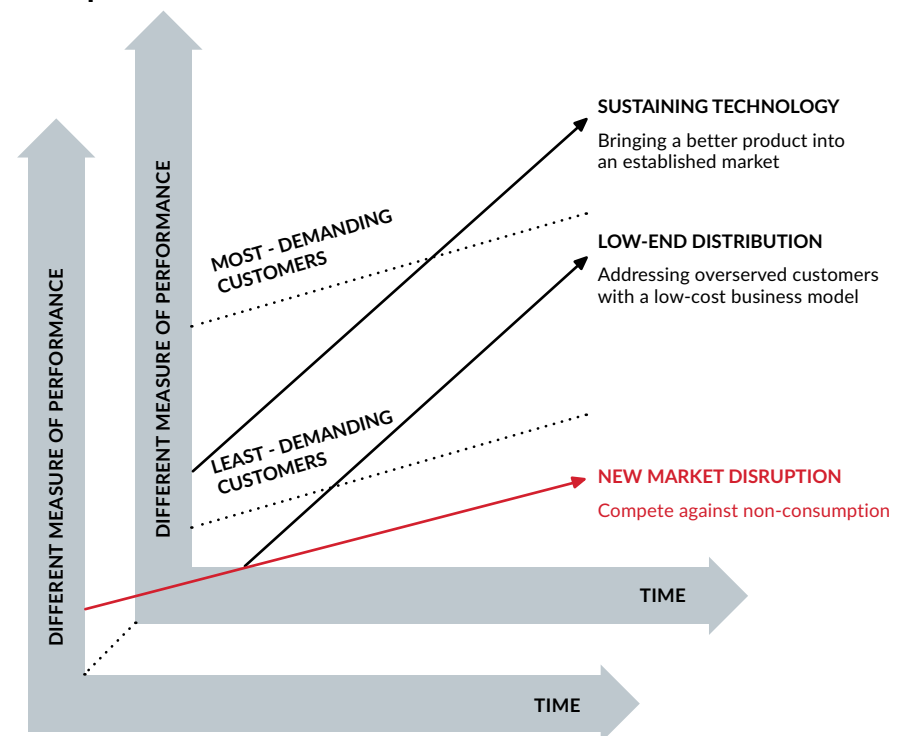 SUSTAINING TECHNOLOGY
Bringing a better product into
an established market
MOST - DEMANDING
CUSTOMERS
LOW-END DISTRIBUTION
Addressing overserved customers
with a low-cost business model
DIFFERENT MEASURE OF PERFORMANCE
DIFFERENT MEASURE OF PERFORMANCE
LEAST - DEMANDING
CUSTOMERS
NEW MARKET DISRUPTION
Compete against non-consumption
TIME
TIME